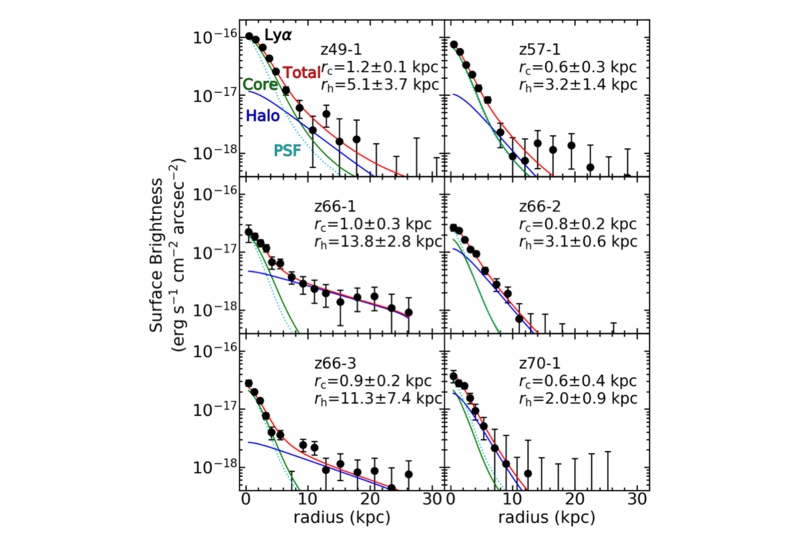 Surface Brightness
(erg s⁻¹ cm⁻² arcsec⁻²)
10⁻¹⁶
10⁻¹⁷
10⁻¹⁸
Lyα
Total
Core
Halo
PSF
z49-1
r_c=1.2±0.1 kpc
r_h=5.1±3.7 kpc
z57-1
r_c=0.6±0.3 kpc
r_h=3.2±1.4 kpc
10⁻¹⁶
10⁻¹⁷
10⁻¹⁸
z66-1
r_c=1.0±0.3 kpc
r_h=13.8±2.8 kpc
z66-2
r_c=0.8±0.2 kpc
r_h=3.1±0.6 kpc
10⁻¹⁶
10⁻¹⁷
10⁻¹⁸
z66-3
r_c=0.9±0.2 kpc
r_h=11.3±7.4 kpc
z70-1
r_c=0.6±0.4 kpc
r_h=2.0±0.9 kpc
0 10 20 30 0 10 20 30
radius (kpc) radius (kpc)